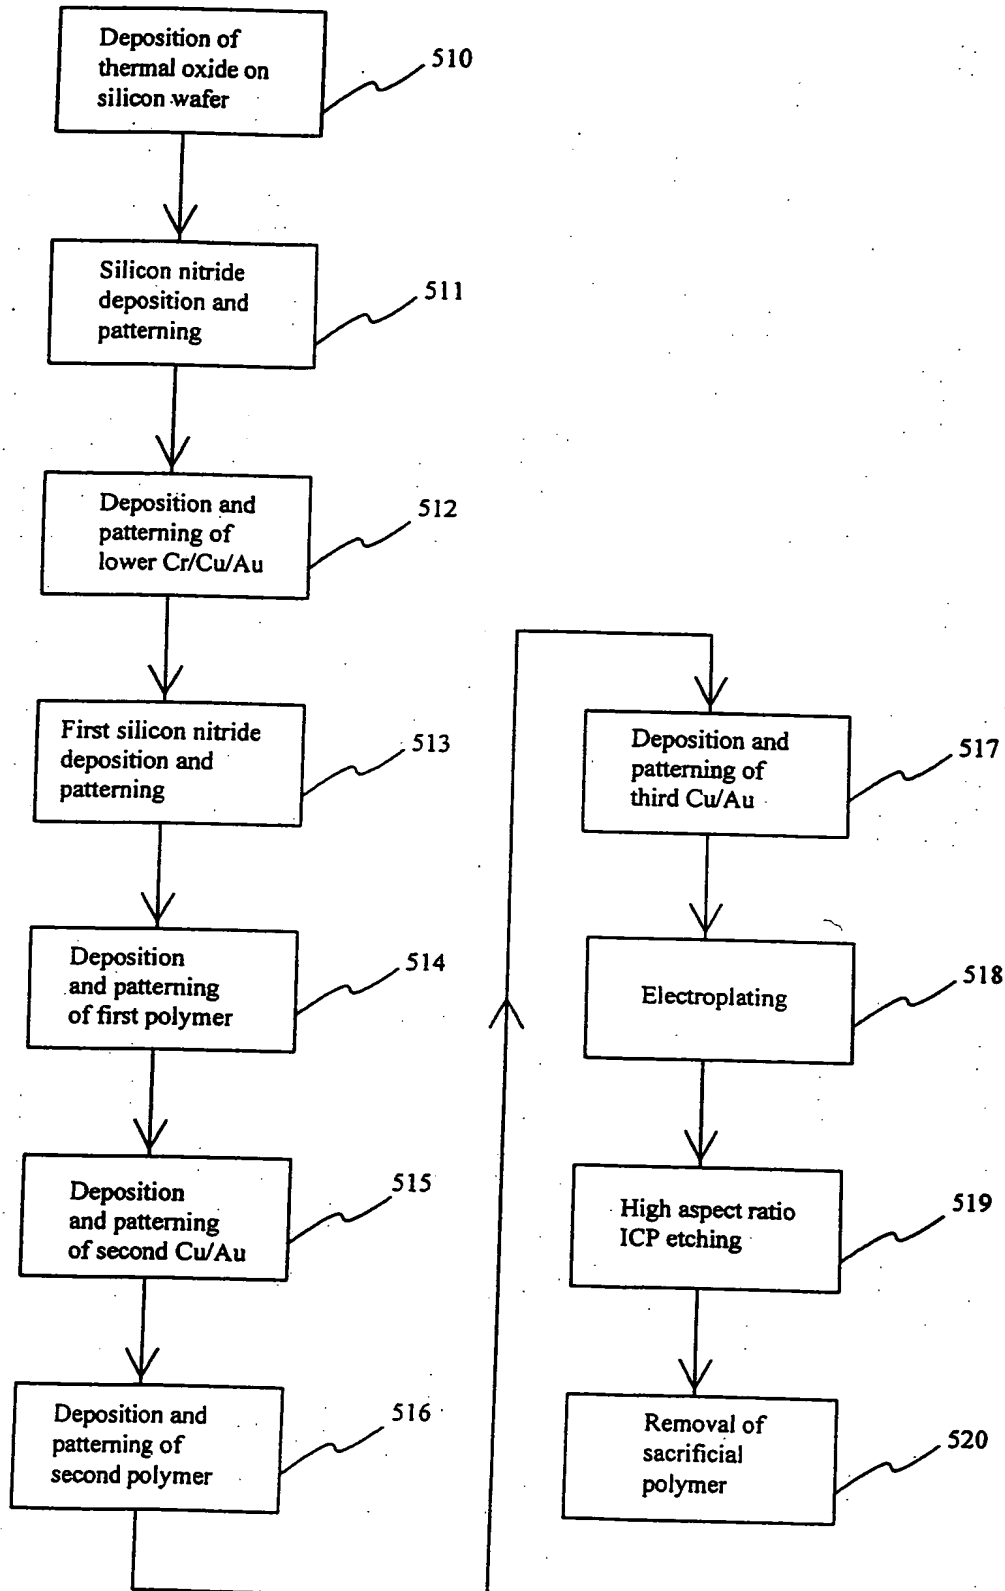 Deposition of
thermal oxide on
silicon wafer
510
Silicon nitride
deposition and
patterning
511
Deposition and
patterning of
lower Cr/Cu/Au
512
First silicon nitride
deposition and
patterning
513
Deposition
and patterning
of first polymer
514
Deposition
and patterning
of second Cu/Au
515
Deposition and
patterning of
second polymer
516
Deposition and
patterning of
third Cu/Au
517
Electroplating
518
High aspect ratio
ICP etching
519
Removal of
sacrificial
polymer
520